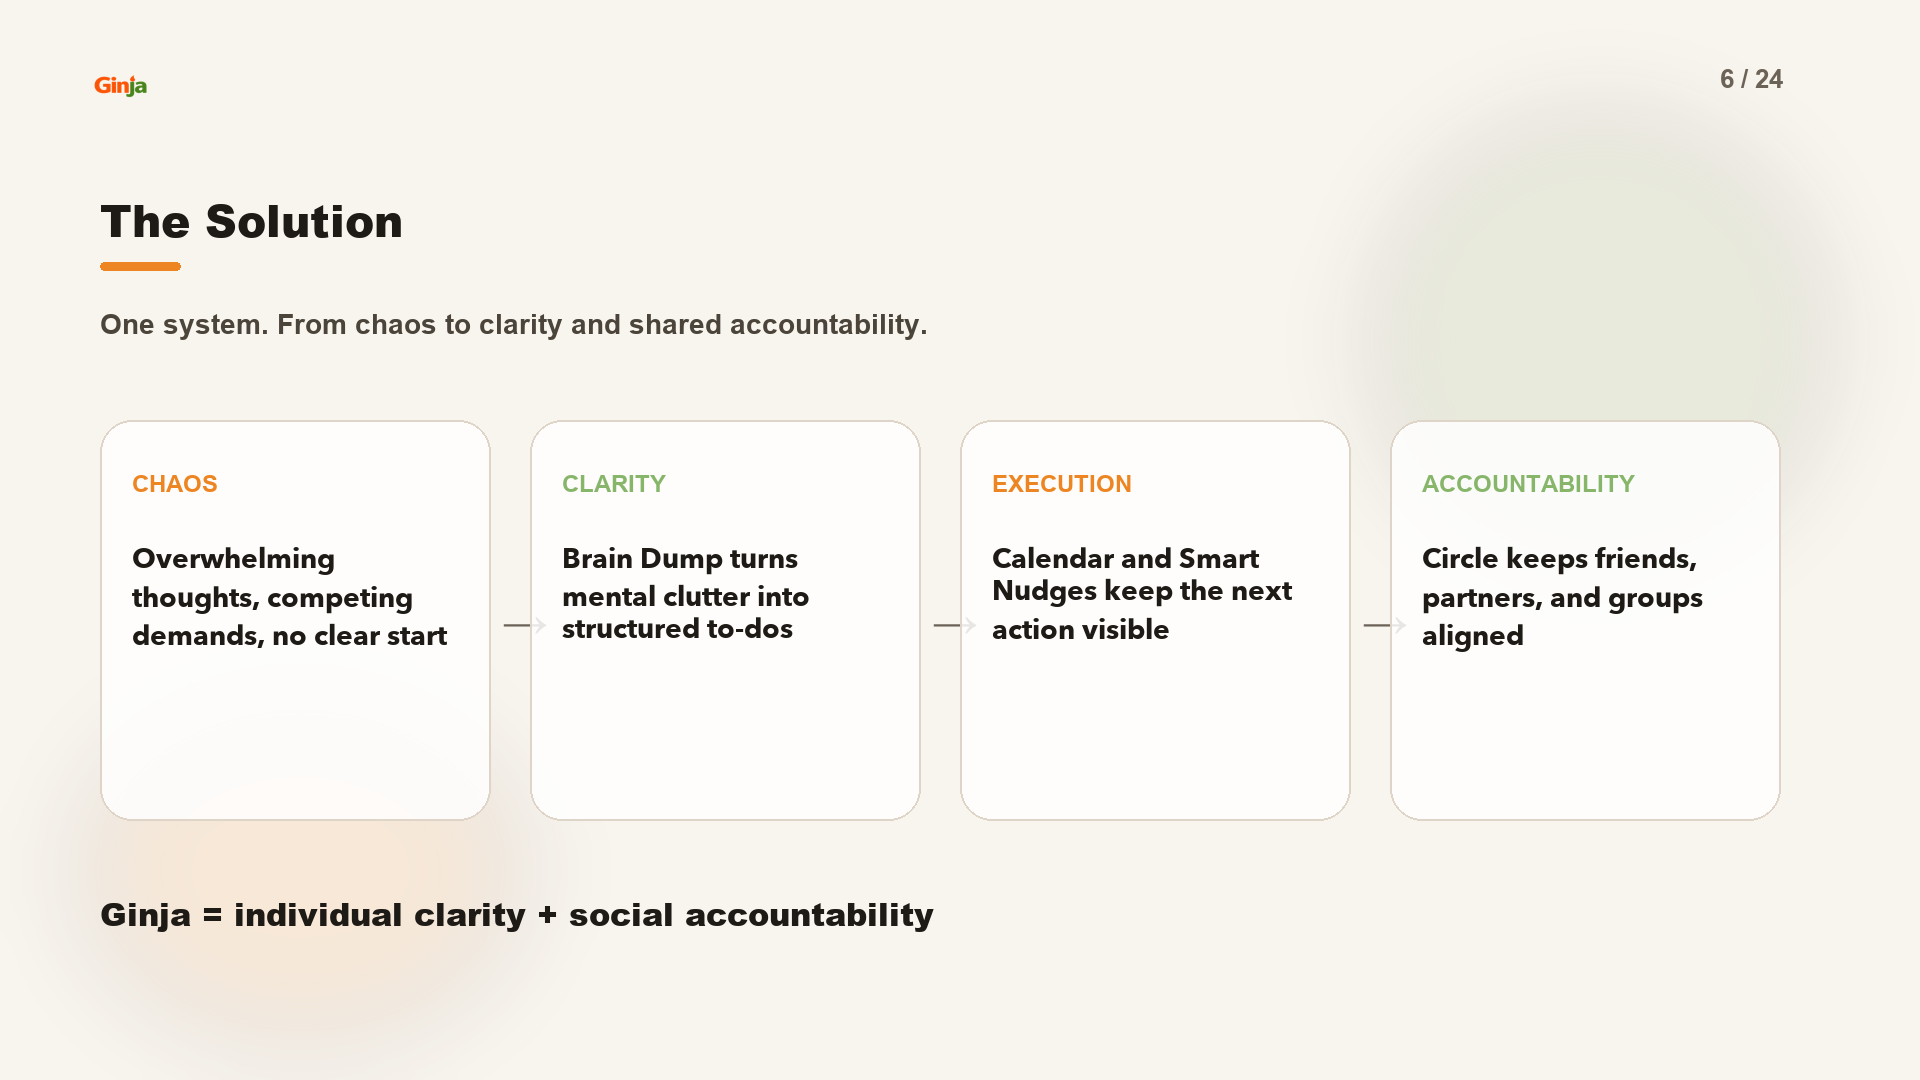 Ginja
6 / 24
The Solution
One system. From chaos to clarity and shared accountability.
CHAOS
Overwhelming
thoughts, competing
demands, no clear start
CLARITY
Brain Dump turns
mental clutter into
structured to-dos
EXECUTION
Calendar and Smart
Nudges keep the next
action visible
ACCOUNTABILITY
Circle keeps friends,
partners, and groups
aligned
Ginja = individual clarity + social accountability